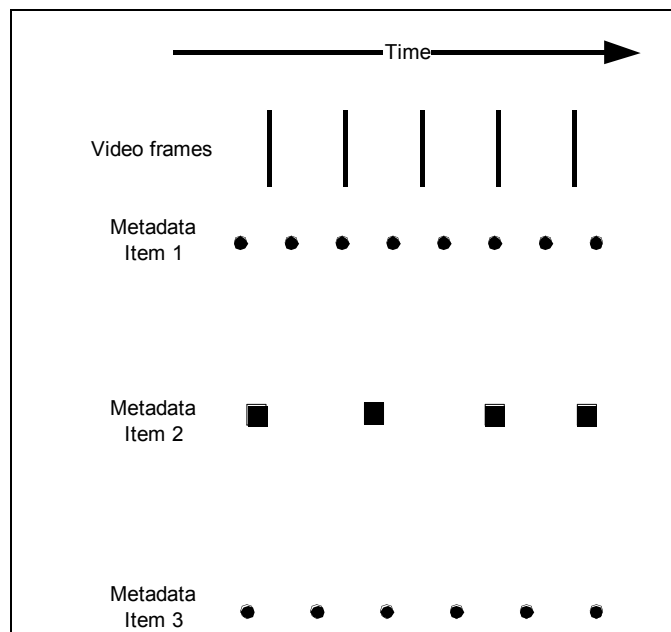 Time
Video frames
Metadata
Item 1
Metadata
Item 2
Metadata
Item 3